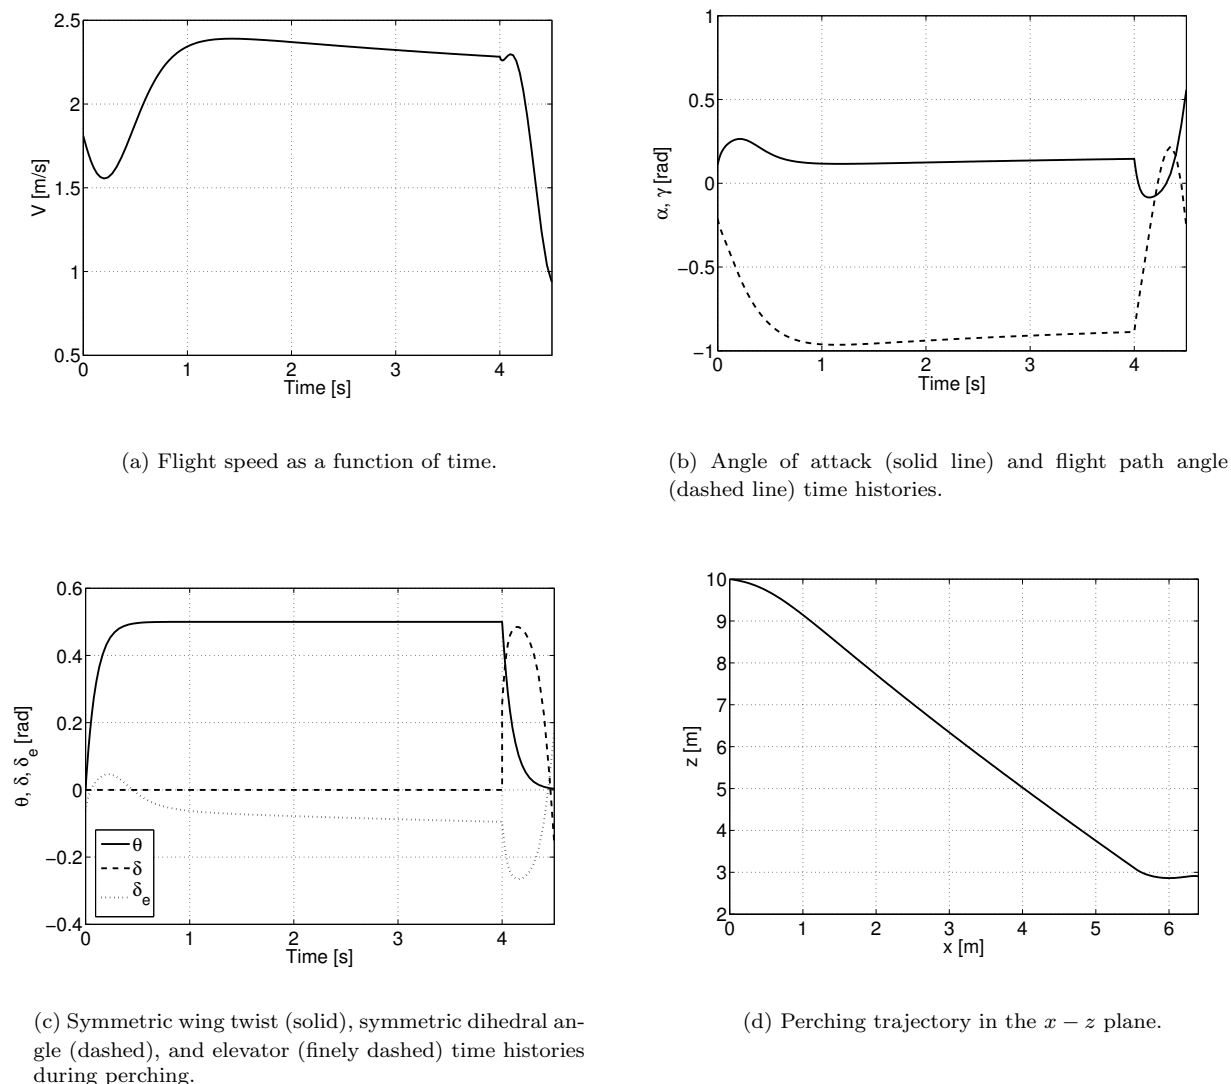 2.5
2
1.5
1
0.5
V [m/s]
0 1 2 3 4
Time [s]
(a) Flight speed as a function of time.
1
0.5
0
−0.5
−1
α, γ [rad]
0 1 2 3 4
Time [s]
(b) Angle of attack (solid line) and flight path angle
(dashed line) time histories.
0.6
0.4
0.2
0
−0.2
−0.4
θ, δ, δe [rad]
θ
δ
δe
0 1 2 3 4
Time [s]
(c) Symmetric wing twist (solid), symmetric dihedral an-
gle (dashed), and elevator (finely dashed) time histories
during perching.
10
9
8
7
6
5
4
3
2
z [m]
0 1 2 3 4 5 6
x [m]
(d) Perching trajectory in the x − z plane.